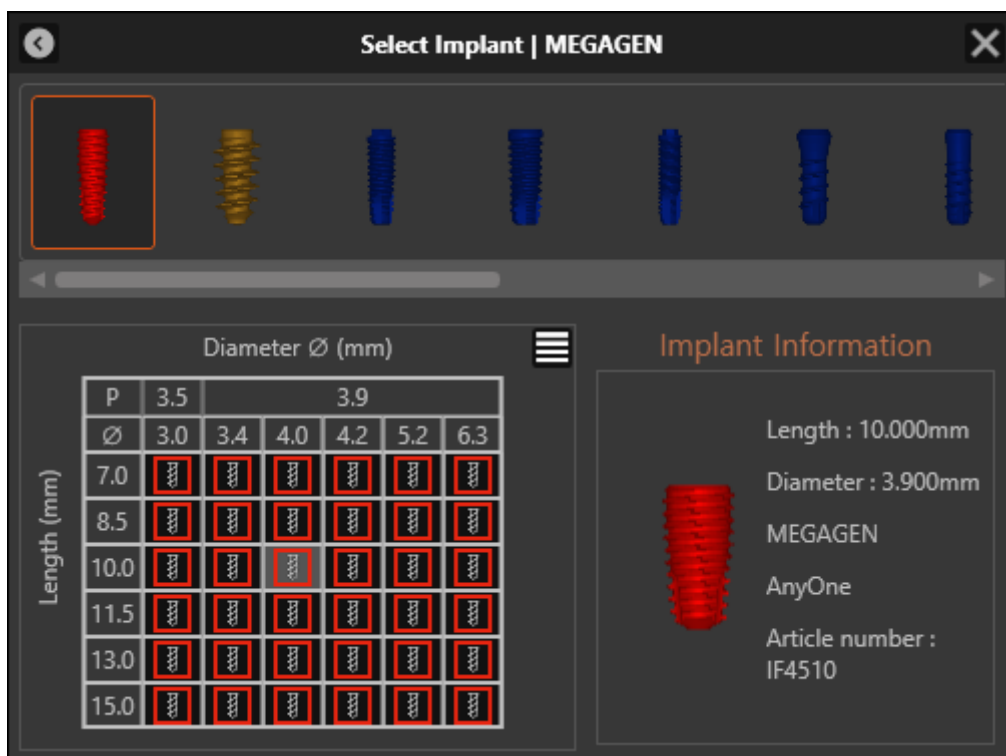 Select Implant | MEGAGEN
Diameter ∅ (mm)
Length (mm)
P 3.5 3.9
∅ 3.0 3.4 4.0 4.2 5.2 6.3
7.0
8.5
10.0
11.5
13.0
15.0
Implant Information
Length : 10.000mm
Diameter : 3.900mm
MEGAGEN
AnyOne
Article number :
IF4510